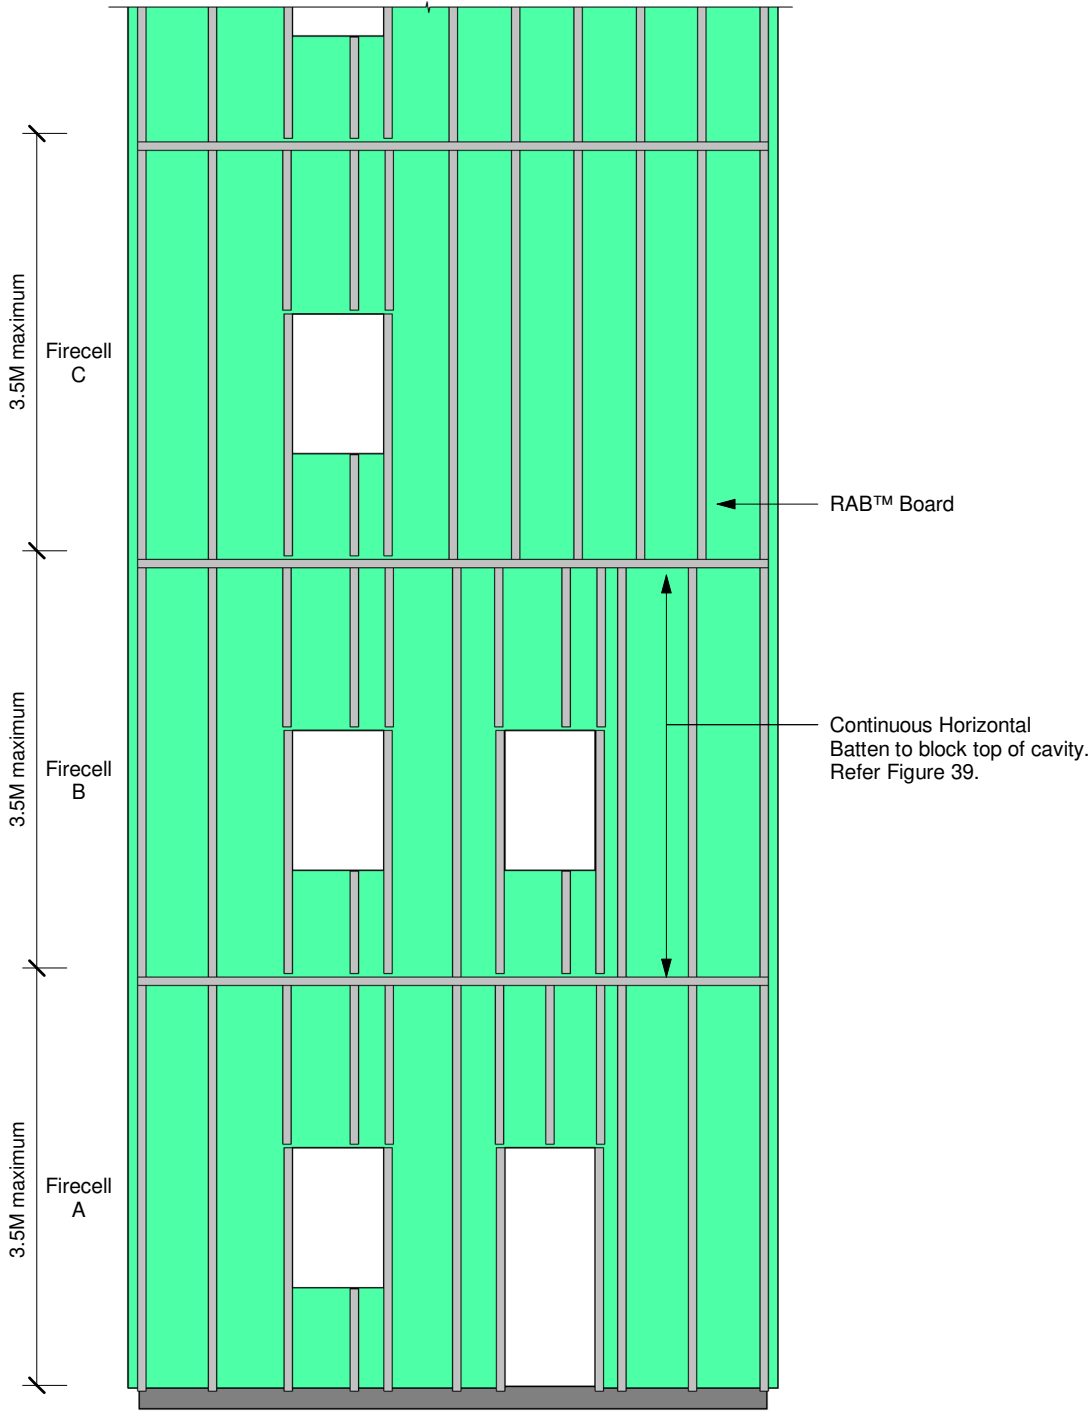 3.5M maximum
Firecell
C
RAB™ Board
3.5M maximum
Firecell
B
Continuous Horizontal
Batten to block top of cavity.
Refer Figure 39.
3.5M maximum
Firecell
A